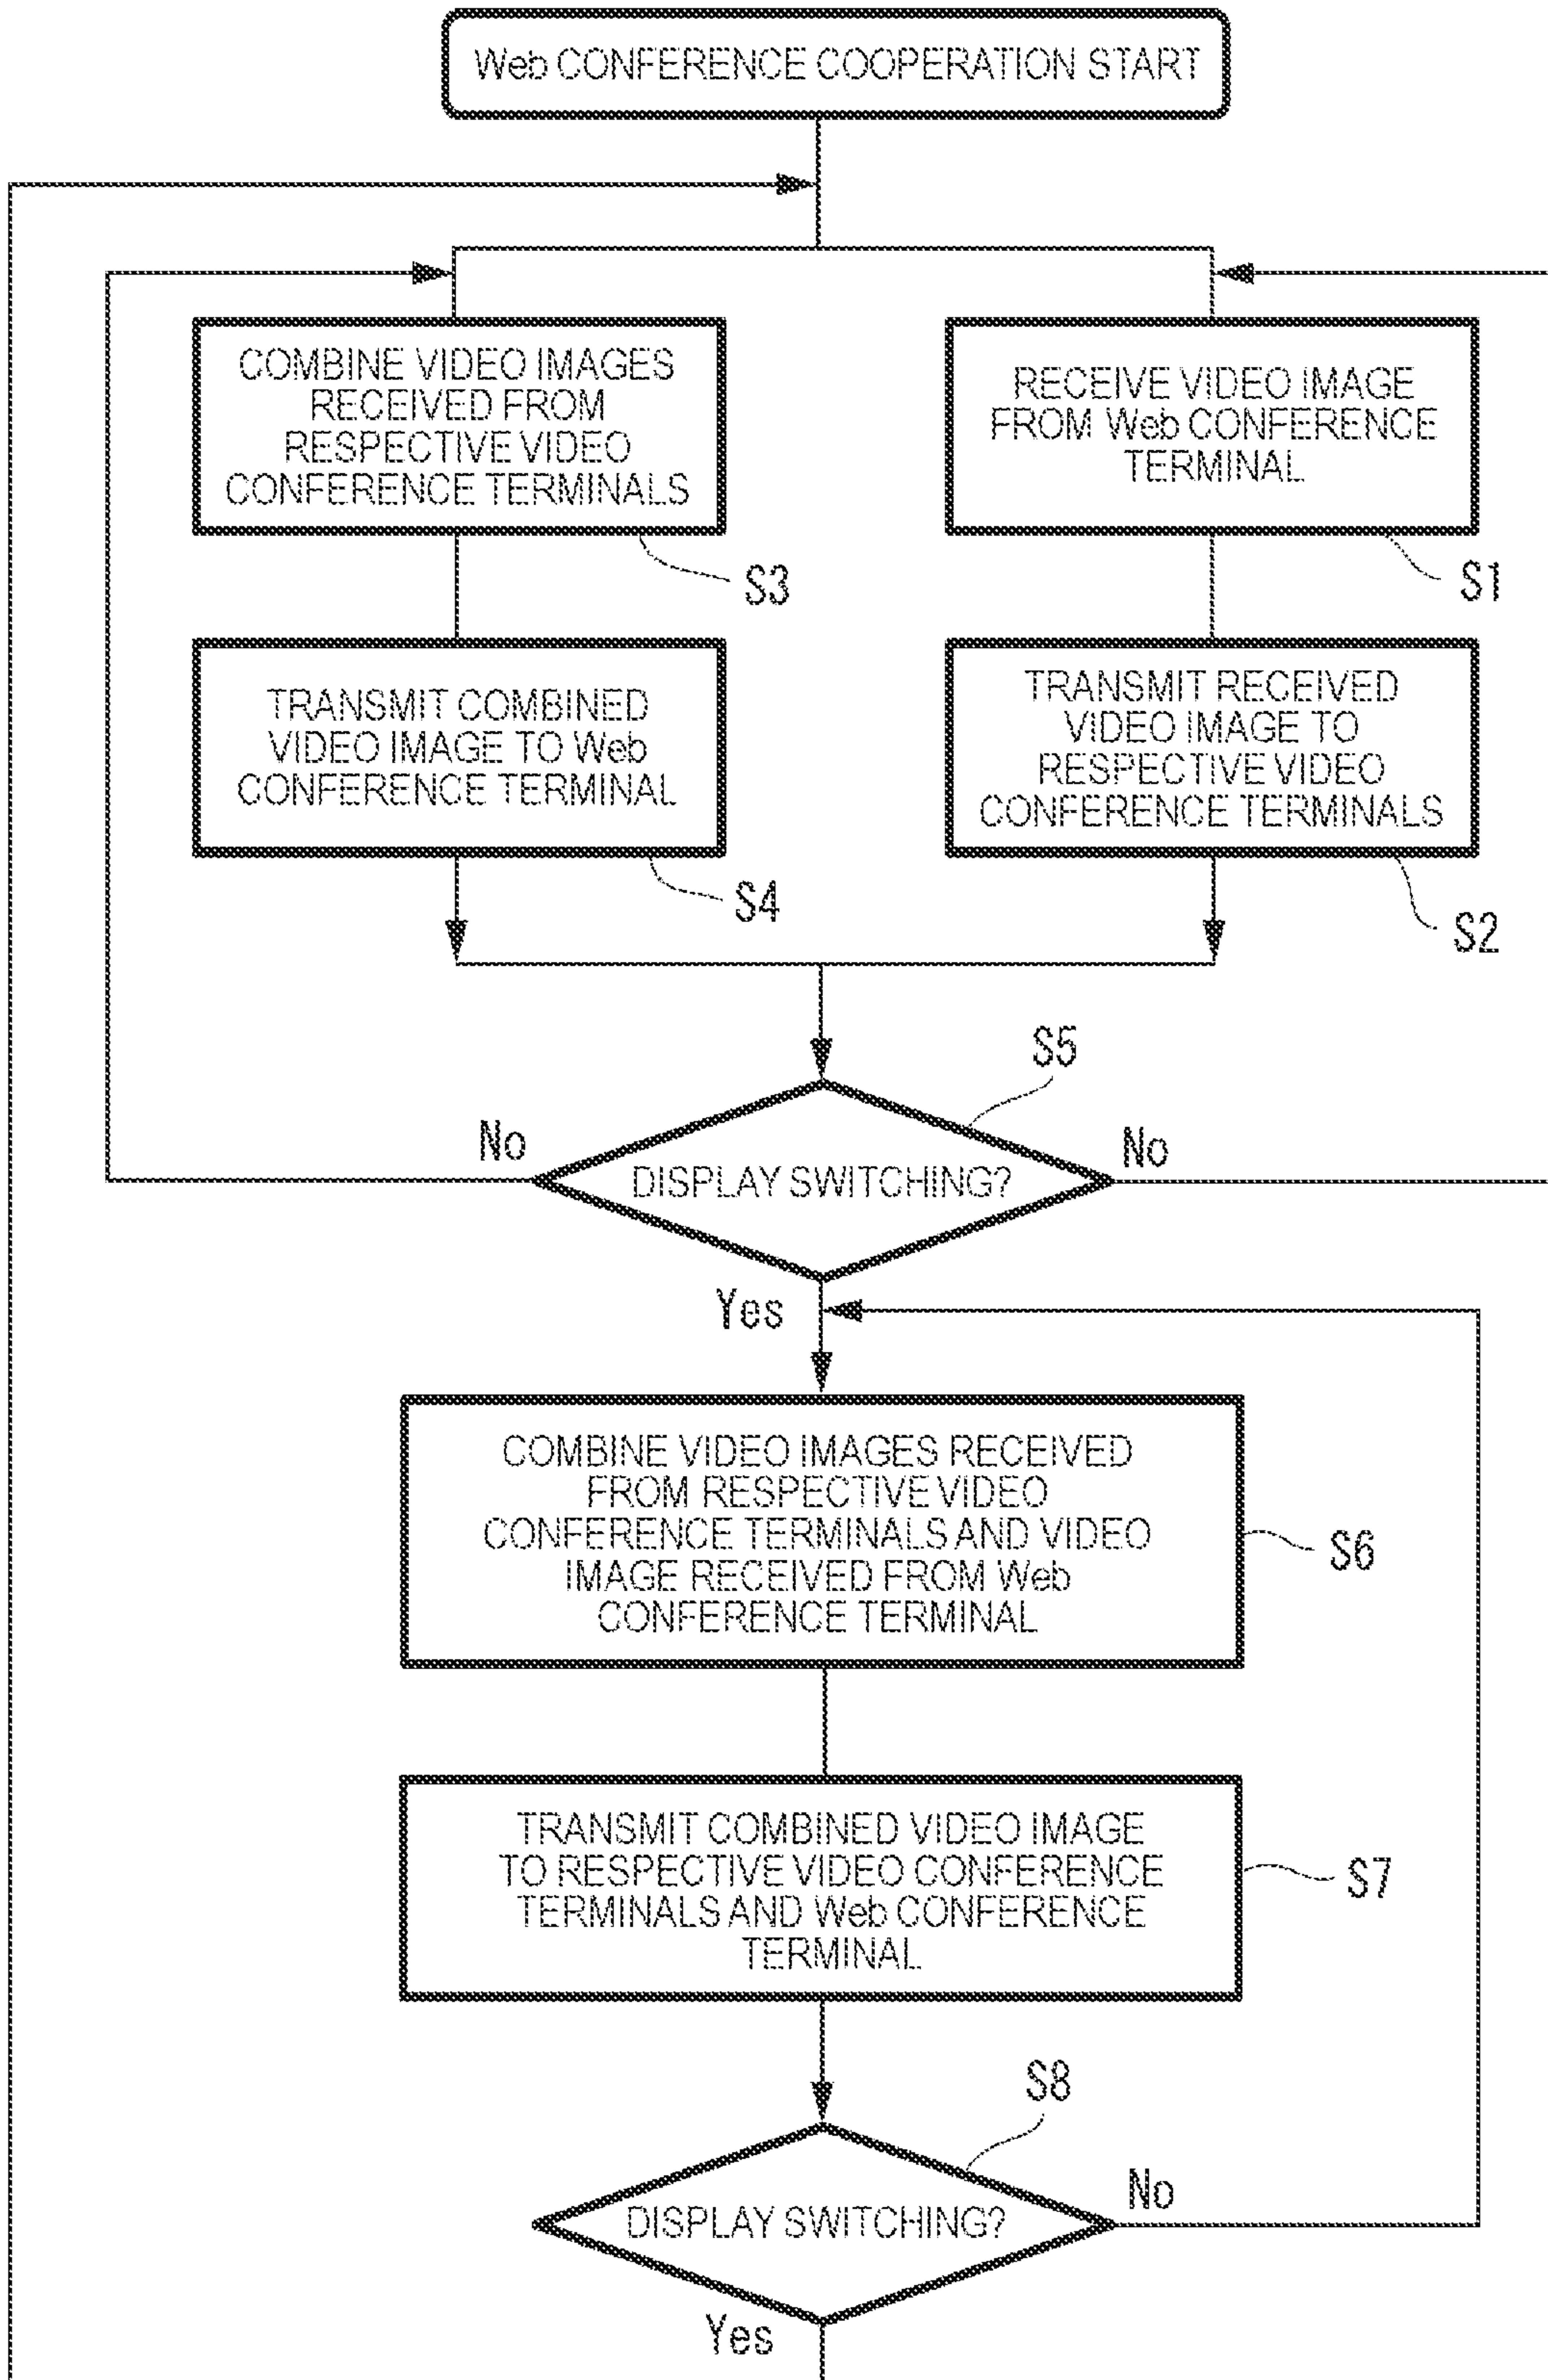 Web CONFERENCE COOPERATION START
COMBINE VIDEO IMAGES
RECEIVED FROM
RESPECTIVE VIDEO
CONFERENCE TERMINALS
S3
RECEIVE VIDEO IMAGE
FROM Web CONFERENCE
TERMINAL
S1
TRANSMIT COMBINED
VIDEO IMAGE TO Web
CONFERENCE TERMINAL
S4
TRANSMIT RECEIVED
VIDEO IMAGE TO
RESPECTIVE VIDEO
CONFERENCE TERMINALS
S2
S5
No
DISPLAY SWITCHING?
No
Yes
COMBINE VIDEO IMAGES RECEIVED
FROM RESPECTIVE VIDEO
CONFERENCE TERMINALS AND VIDEO
IMAGE RECEIVED FROM Web
CONFERENCE TERMINAL
S6
TRANSMIT COMBINED VIDEO IMAGE
TO RESPECTIVE VIDEO CONFERENCE
TERMINALS AND Web CONFERENCE
TERMINAL
S7
S8
DISPLAY SWITCHING?
No
Yes